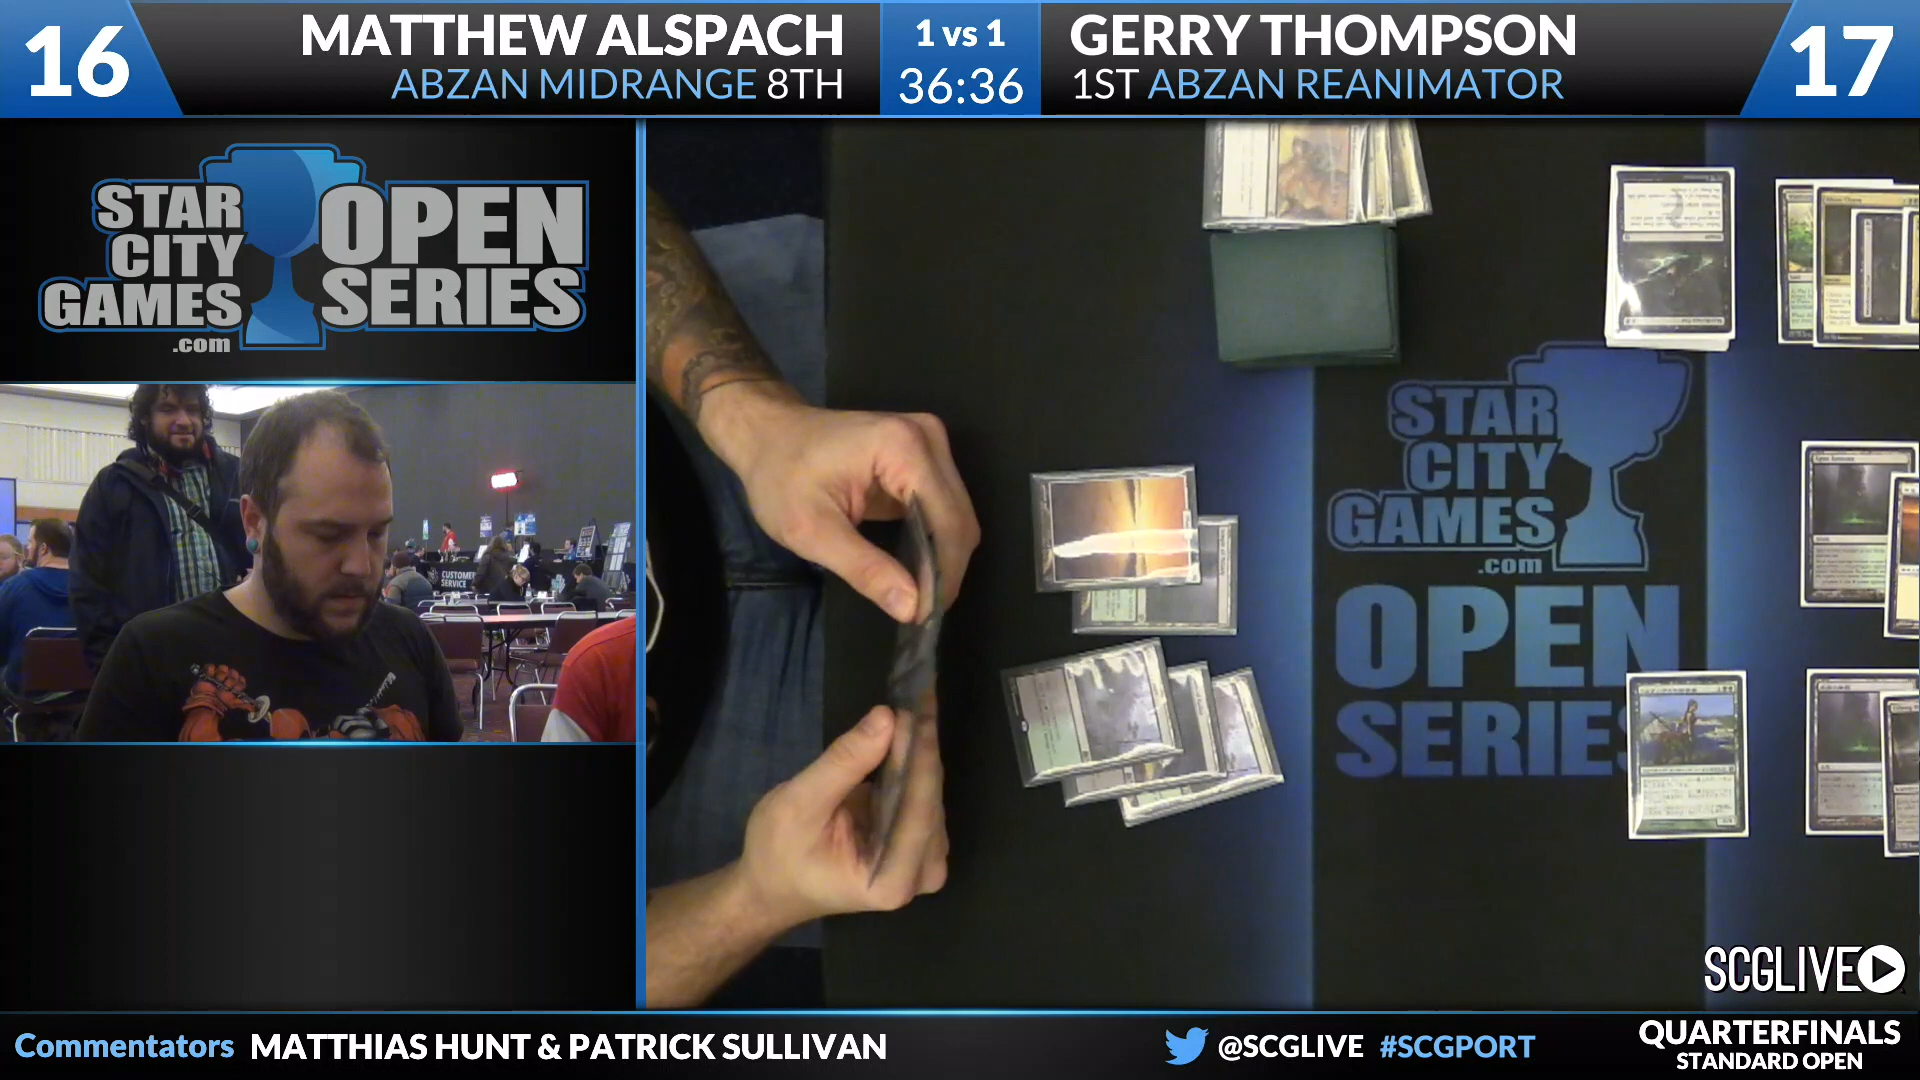 16
MATTHEW ALSPACH
ABZAN MIDRANGE 8TH
1 vs 1
36:36
GERRY THOMPSON
1ST ABZAN REANIMATOR
17
STAR
CITY
GAMES
.com
OPEN
SERIES
CUSTOMER
SERVICE
STAR
CITY
GAMES
.com
OPEN
SERIES
SCGLIVE
Commentators MATTHIAS HUNT & PATRICK SULLIVAN
@SCGLIVE #SCGPORT
QUARTERFINALS
STANDARD OPEN